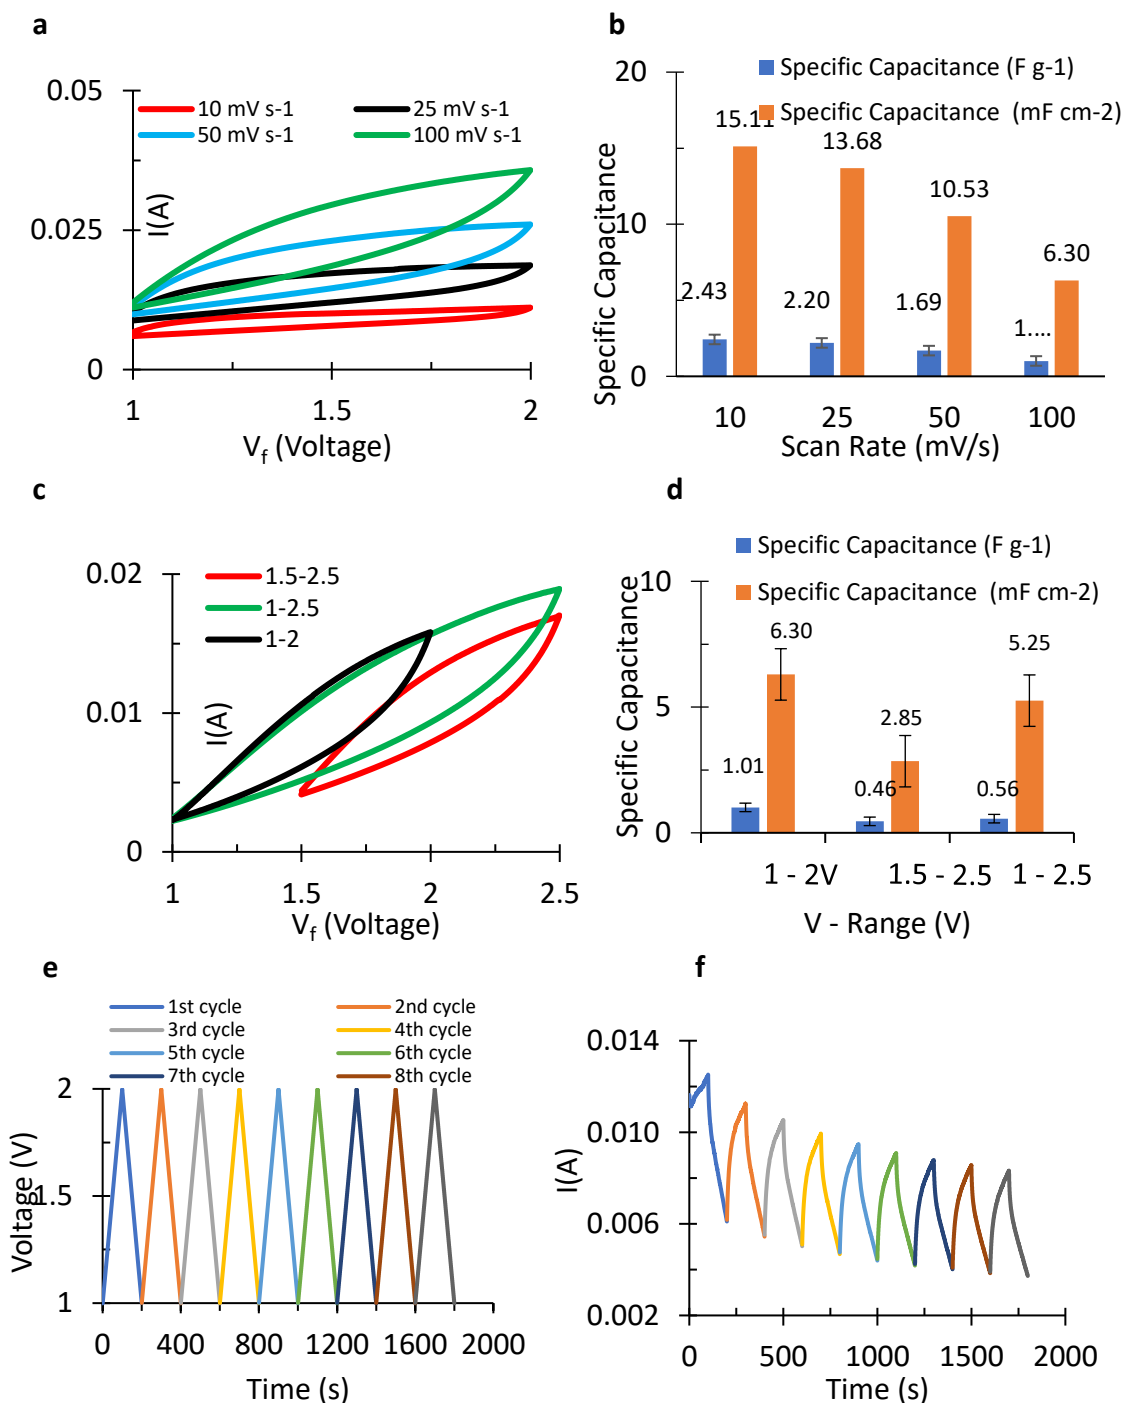 a
0.05
10 mV s-1 25 mV s-1
50 mV s-1 100 mV s-1
I(A)
0.025
0
1 1.5 2
Vf (Voltage)
b
Specific Capacitance (F g-1)
Specific Capacitance (mF cm-2)
20
10
0
Specific Capacitance
15.11
13.68
10.53
6.30
2.43
2.20
1.69
1....
10 25 50 100
Scan Rate (mV/s)
c
0.02
1.5-2.5
1-2.5
1-2
0.01
I(A)
0
1 1.5 2 2.5
Vf (Voltage)
d
Specific Capacitance (F g-1)
Specific Capacitance (mF cm-2)
10
5
0
Specific Capacitance
6.30
5.25
2.85
1.01
0.46
0.56
1 - 2V 1.5 - 2.5 1 - 2.5
V - Range (V)
e
1st cycle 2nd cycle
3rd cycle 4th cycle
5th cycle 6th cycle
7th cycle 8th cycle
2
1.5
1
Voltage (V)
0 400 800 1200 1600 2000
Time (s)
f
0.014
0.010
0.006
0.002
I(A)
0 500 1000 1500 2000
Time (s)